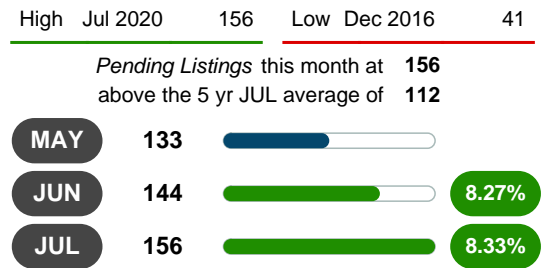 High Jul 2020 156 Low Dec 2016 41
Pending Listings this month at 156
above the 5 yr JUL average of 112
MAY 133
JUN 144 8.27%
JUL 156 8.33%